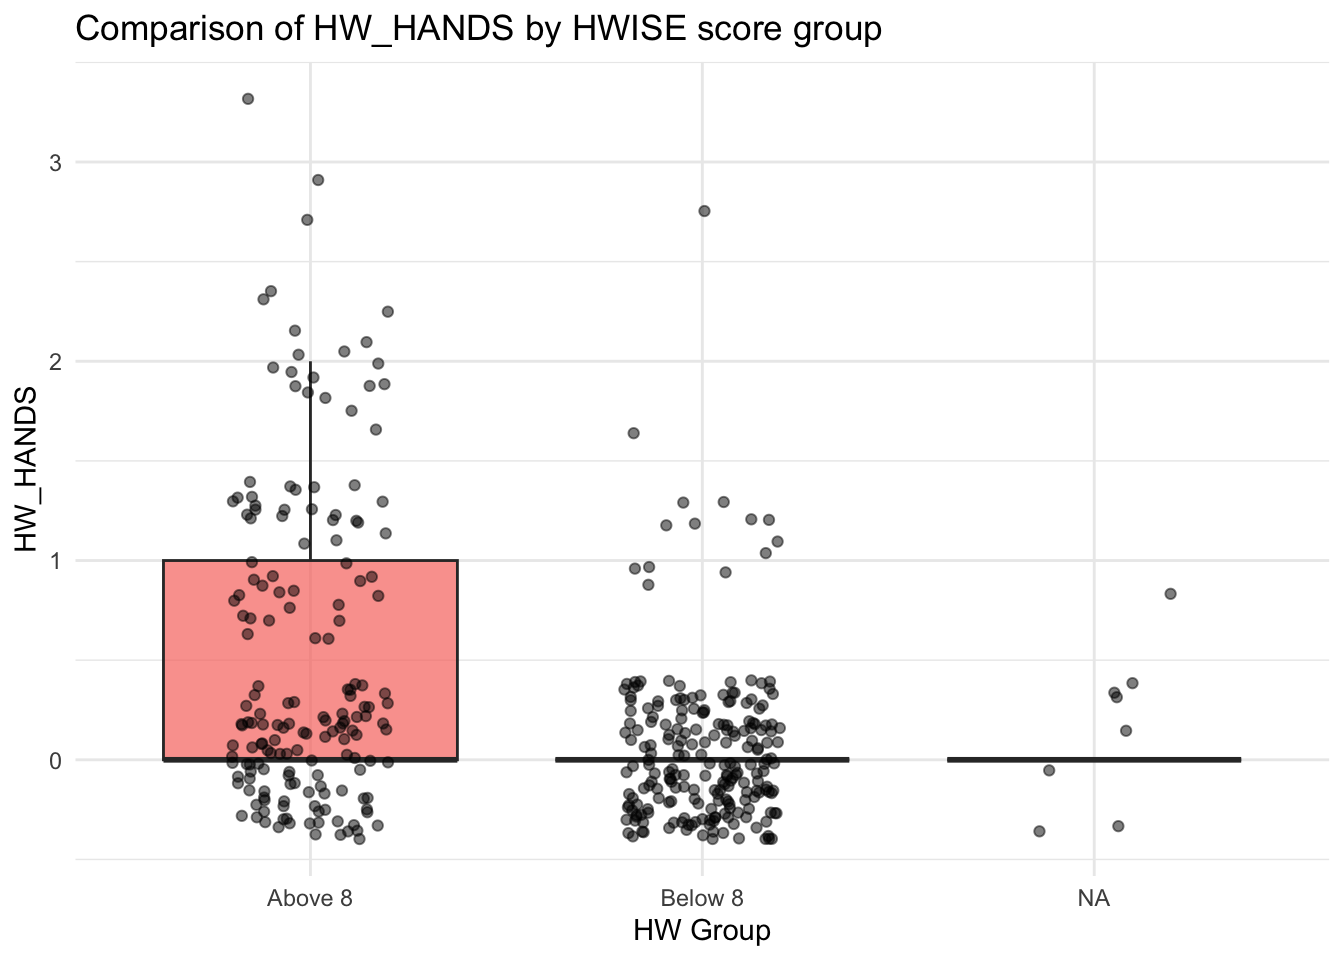 Comparison of HW_HANDS by HWISE score group
3
2
1
0
HW_HANDS
Above 8
Below 8
NA
HW Group